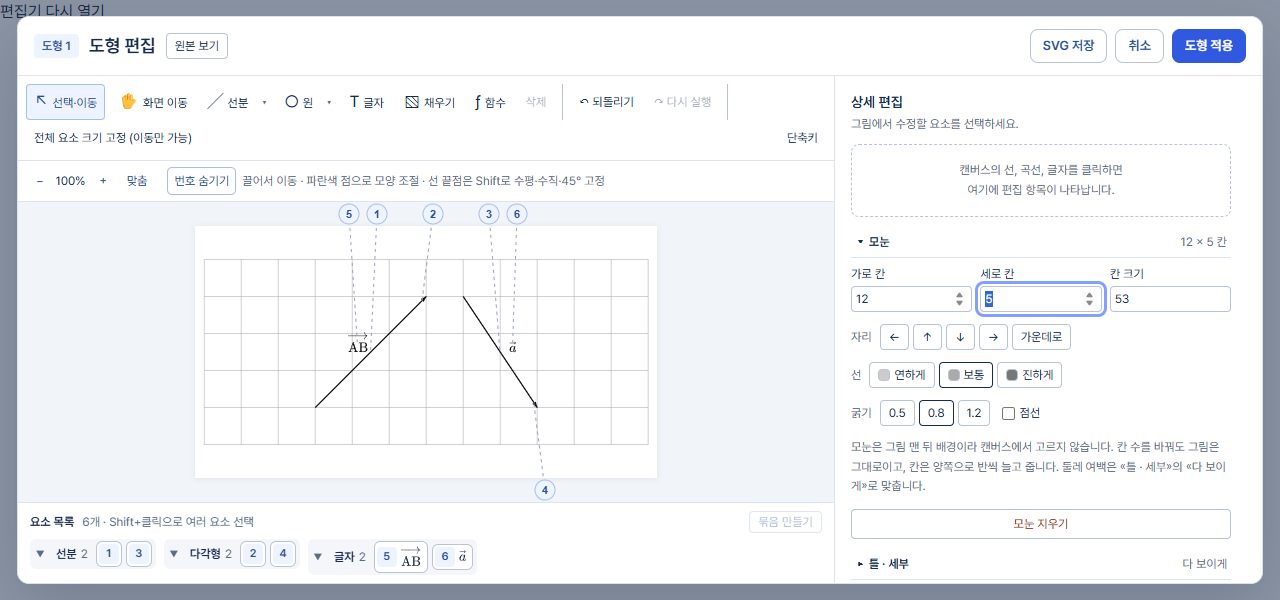 편집기 다시 열기
도형 1 도형 편집 원본 보기 SVG 저장 취소 도형 적용
선택·이동 화면 이동 선분 원 T 글자 채우기 ƒ 함수 삭제 되돌리기 다시 실행
전체 요소 크기 고정 (이동만 가능) 단축키
− 100% + 맞춤 번호 숨기기 끌어서 이동 · 파란색 점으로 모양 조절 · 선 끝점은 Shift로 수평·수직·45° 고정
5 1 2 3 6
AB a
4
요소 목록 6개 · Shift+클릭으로 여러 요소 선택 묶음 만들기
선분 2 1 3 다각형 2 2 4 글자 2 5 AB 6 a
상세 편집
그림에서 수정할 요소를 선택하세요.
캔버스의 선, 곡선, 글자를 클릭하면
여기에 편집 항목이 나타납니다.
모눈 12 × 5 칸
가로 칸 세로 칸 칸 크기
12 5 53
자리 ← ↑ ↓ → 가운데로
선 연하게 보통 진하게
굵기 0.5 0.8 1.2 점선
모눈은 그림 맨 뒤 배경이라 캔버스에서 고르지 않습니다. 칸 수를 바꿔도 그림은
그대로이고, 칸은 양쪽으로 반씩 늘고 줍니다. 둘레 여백은 «틀 · 세부»의 «다 보이
게»로 맞춥니다.
모눈 지우기
틀 · 세부 다 보이게